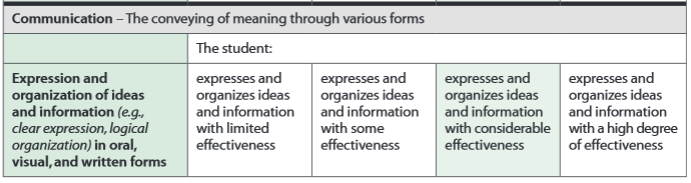 Communication – The conveying of meaning through various forms
The student:
Expression and
organization of ideas
and information (e.g.,
clear expression, logical
organization) in oral,
visual, and written forms
expresses and
organizes ideas
and information
with limited
effectiveness
expresses and
organizes ideas
and information
with some
effectiveness
expresses and
organizes ideas
and information
with considerable
effectiveness
expresses and
organizes ideas
and information
with a high degree
of effectiveness